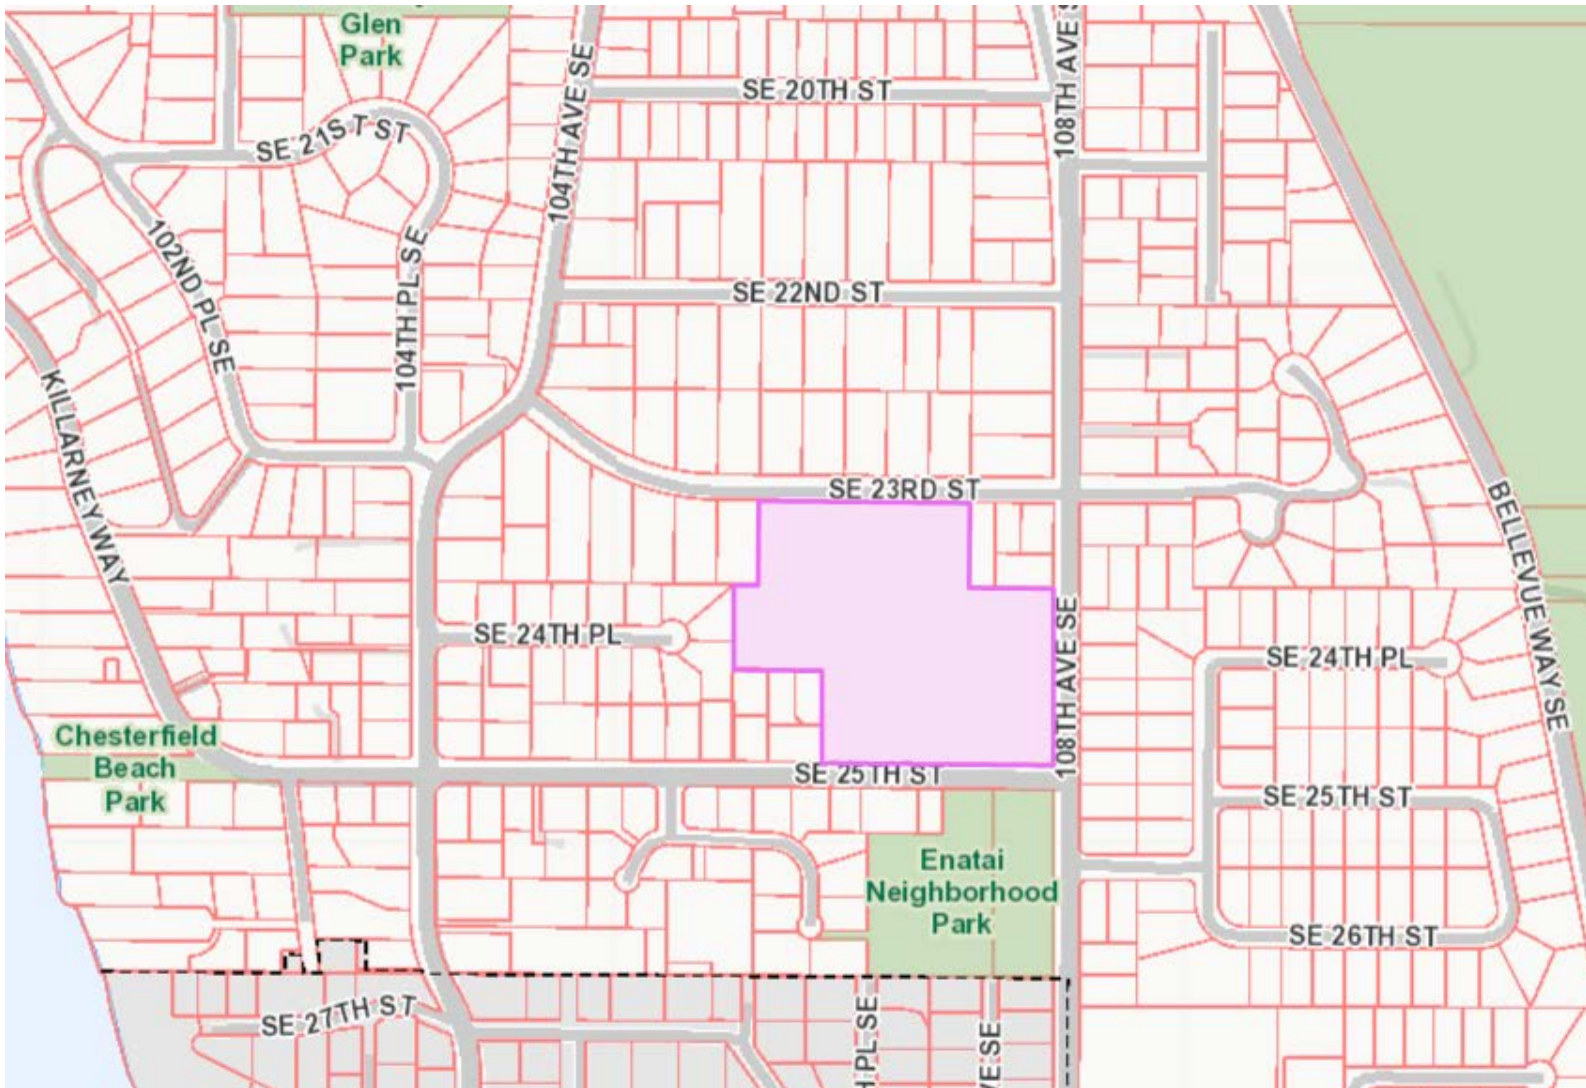 Glen
Park
104TH AVE SE
108TH AVE S
SE 20TH ST
SE 21ST ST
102ND PL SE
104TH PL SE
SE 22ND ST
KILLARNEY WAY
SE 23RD ST
BELLEVUE WAY SE
SE 24TH PL
108TH AVE SE
SE 24TH PL
Chesterfield
Beach
Park
SE 25TH ST
SE 25TH ST
Enatai
Neighborhood
Park
SE 26TH ST
SE 27TH ST
H PL SE
VE SE